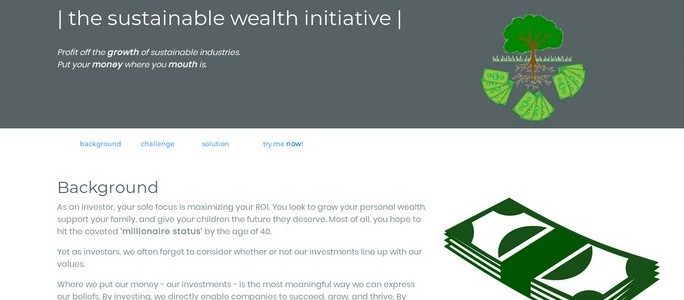 | the sustainable wealth initiative |
Profit off the growth of sustainable industries.
Put your money where you mouth is.
background challenge solution try me now!
Background
As an investor, your sole focus is maximizing your ROI. You look to grow your personal wealth,
support your family, and give your children the future they deserve. Most of all, you hope to
hit the coveted 'millionaire status' by the age of 40.
Yet as investors, we often forget to consider whether or not our investments line up with our
values.
Where we put our money - our investments - is the most meaningful way we can express
our beliefs. By investing, we directly enable companies to succeed, grow, and thrive. By